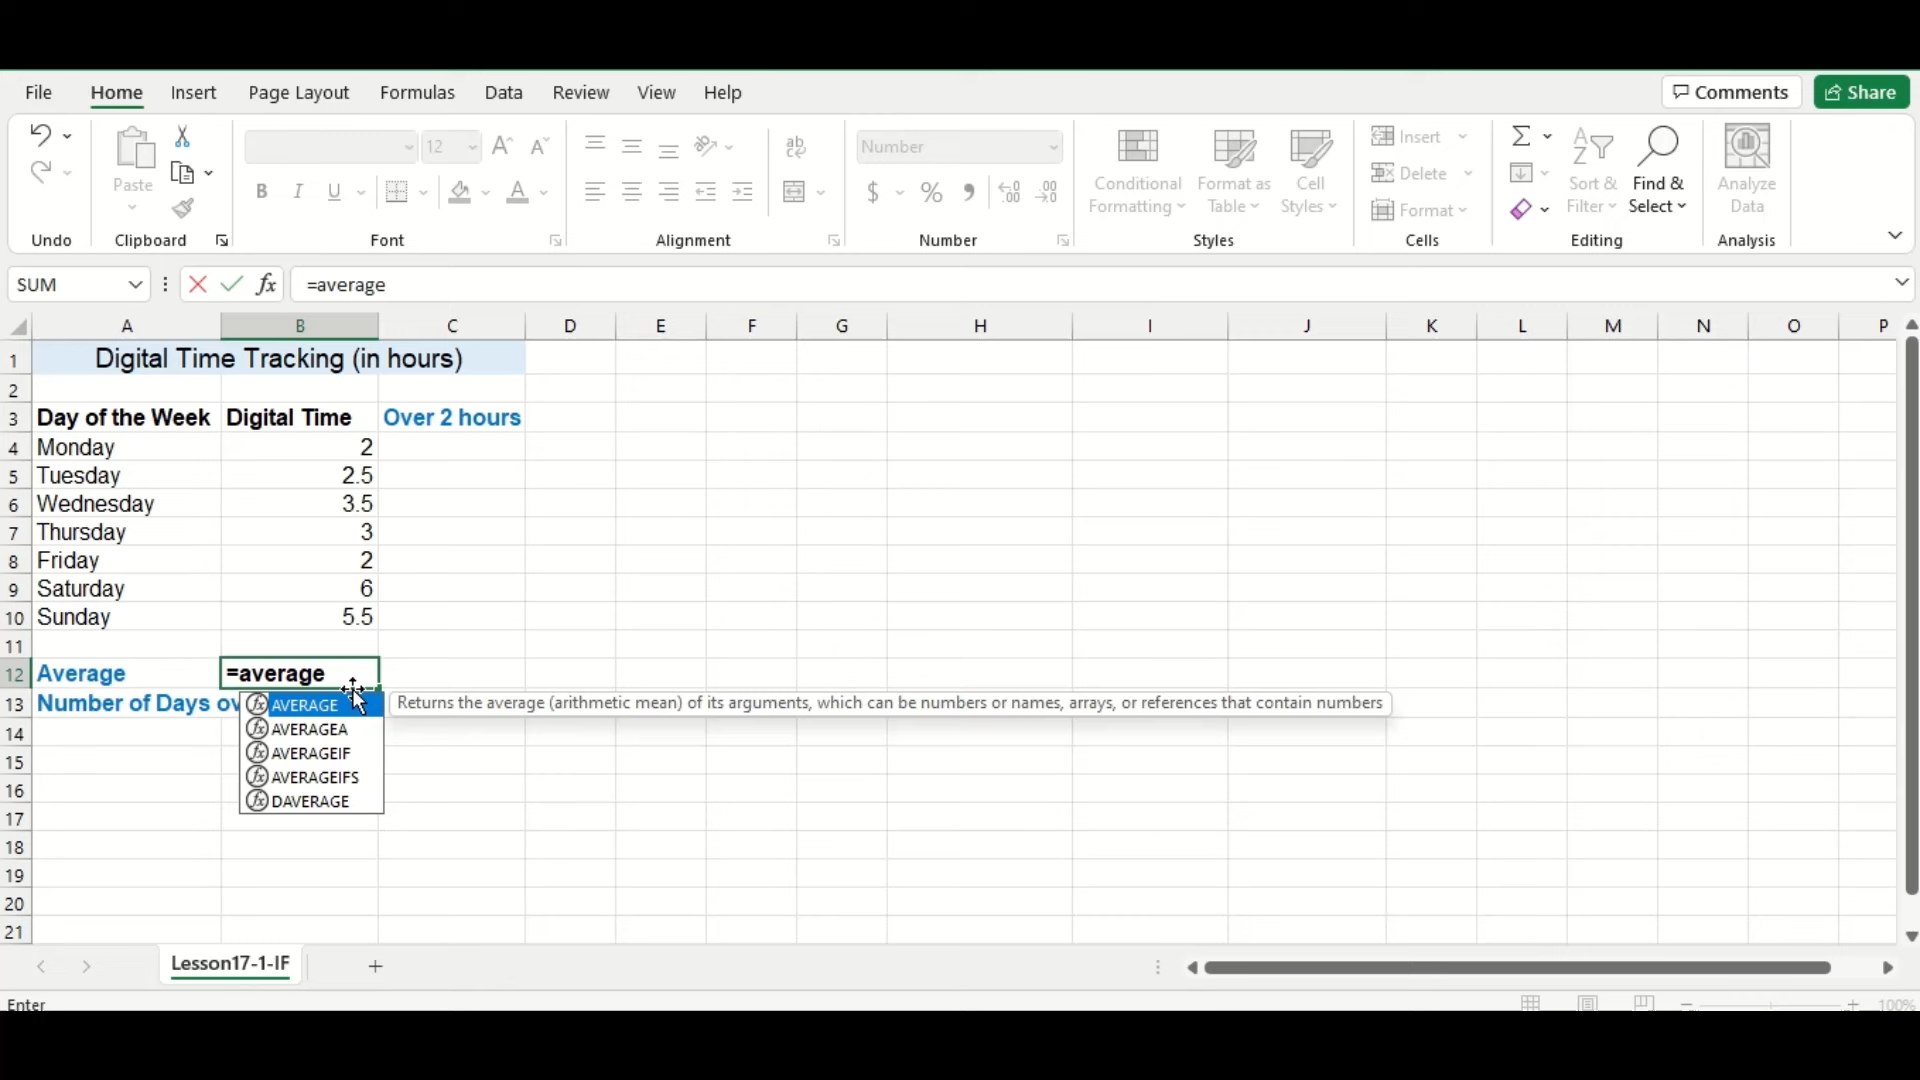 File Home Insert Page Layout Formulas Data Review View Help Comments Share
12 ab Number Insert
Paste Conditional Format as Cell Delete Sort & Find & Analyze
B I U $ % Formatting Table Styles Format Filter Select Data
Undo Clipboard Font Alignment Number Styles Cells Editing Analysis
SUM fx =average
A B C D E F G H I J K L M N O P
1 Digital Time Tracking (in hours)
2
3 Day of the Week Digital Time Over 2 hours
4 Monday 2
5 Tuesday 2.5
6 Wednesday 3.5
7 Thursday 3
8 Friday 2
9 Saturday 6
10 Sunday 5.5
11
12 Average =average
13 Number of Days ov AVERAGE Returns the average (arithmetic mean) of its arguments, which can be numbers or names, arrays, or references that contain numbers
14 AVERAGEA
15 AVERAGEIF
16 AVERAGEIFS
17 DAVERAGE
18
19
20
21
Lesson17-1-IF
Enter 100%